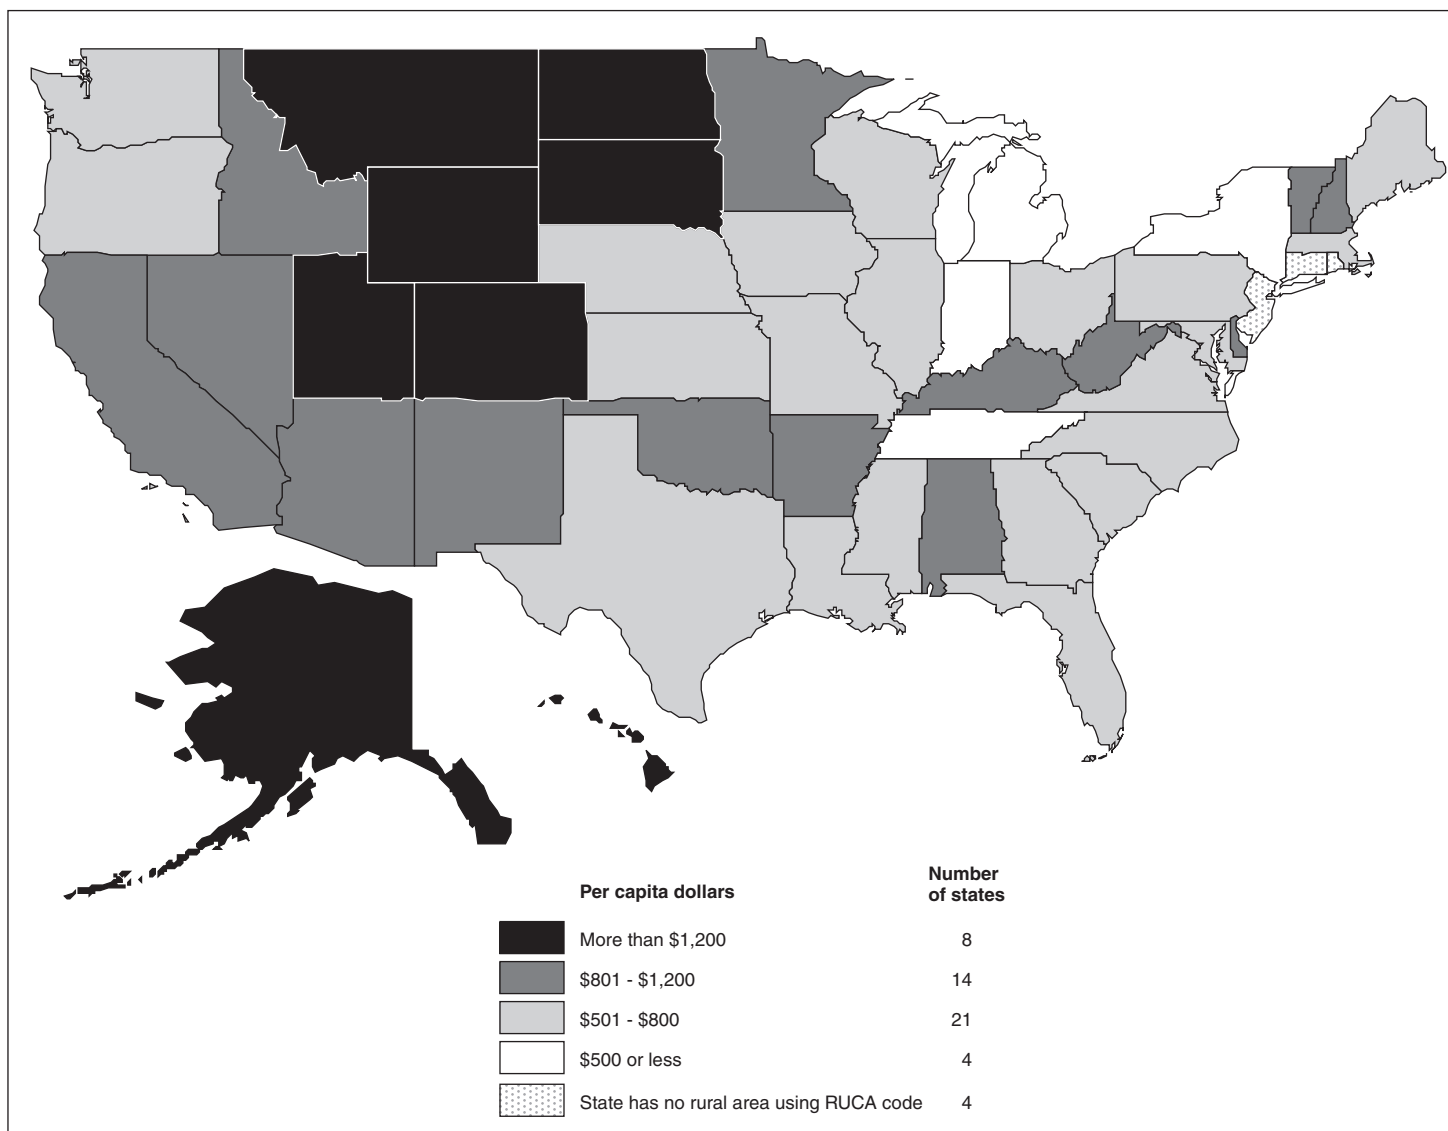 Per capita dollars
Number
of states
More than $1,200 8
$801 - $1,200 14
$501 - $800 21
$500 or less 4
State has no rural area using RUCA code 4